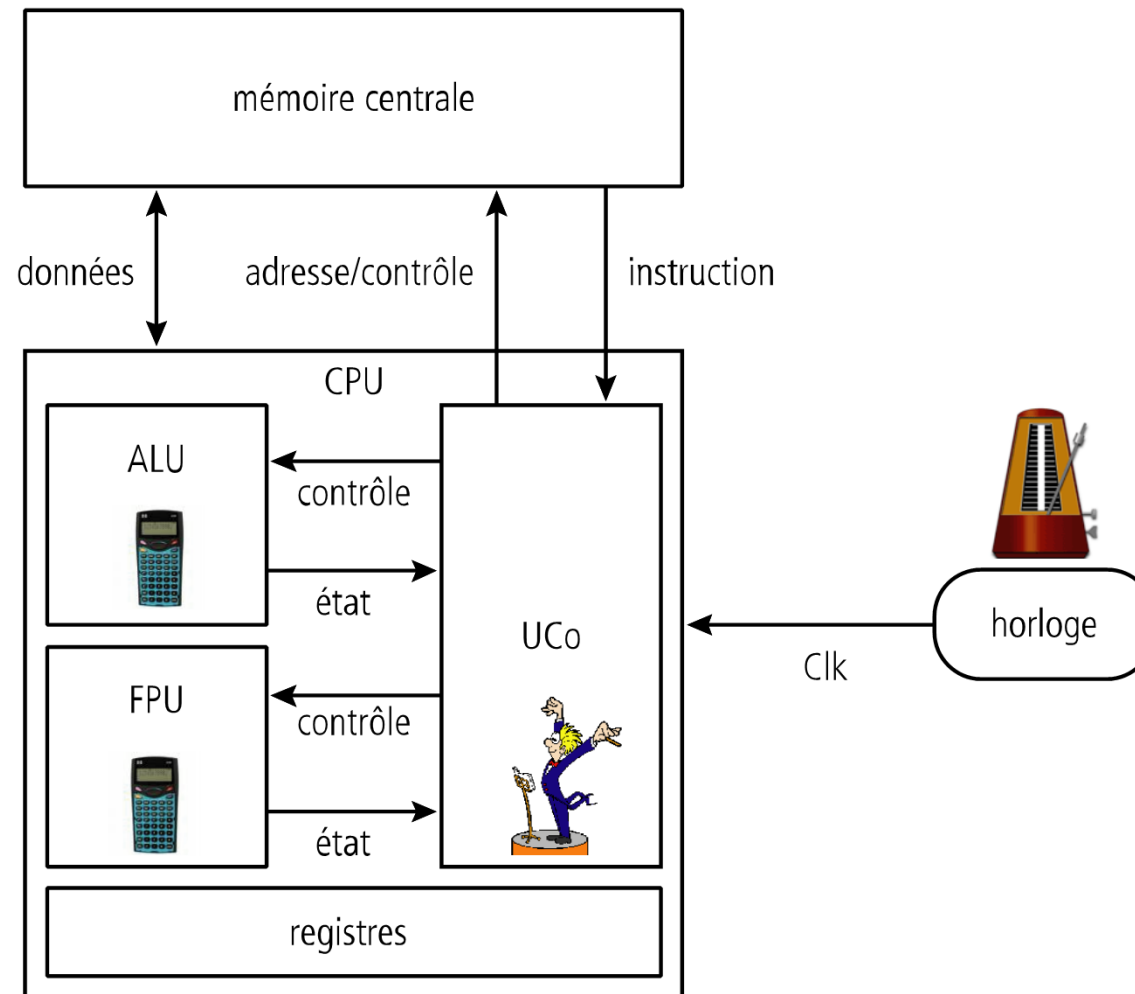 mémoire centrale
données
adresse/contrôle
instruction
CPU
ALU
contrôle
état
UCo
FPU
contrôle
état
registres
horloge
Clk